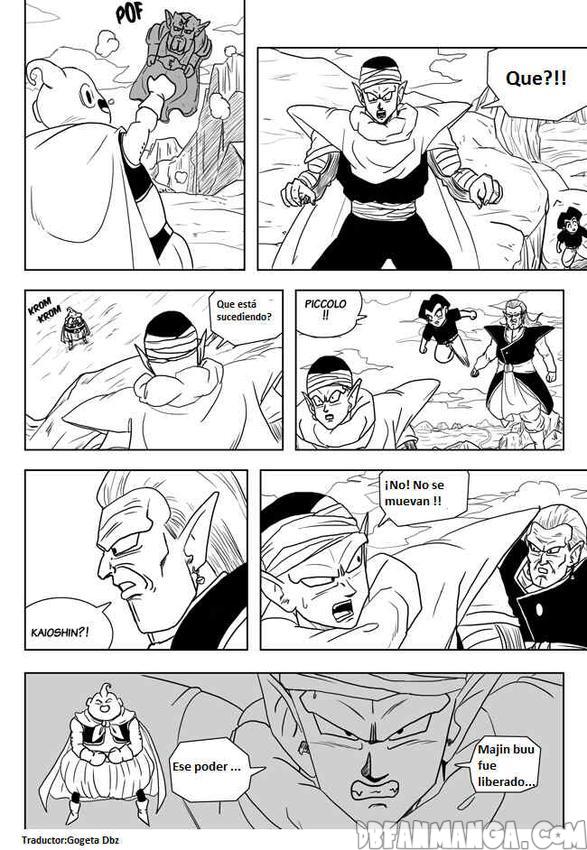 POF
Que?!!
KROM
KROM
Que está
sucediendo?
PICCOLO
!!
KAIOSHIN?!
¡No! No se
muevan !!
Ese poder ...
Majin buu
fue
liberado...
Traductor:Gogeta Dbz
DBFANMANGA.COM